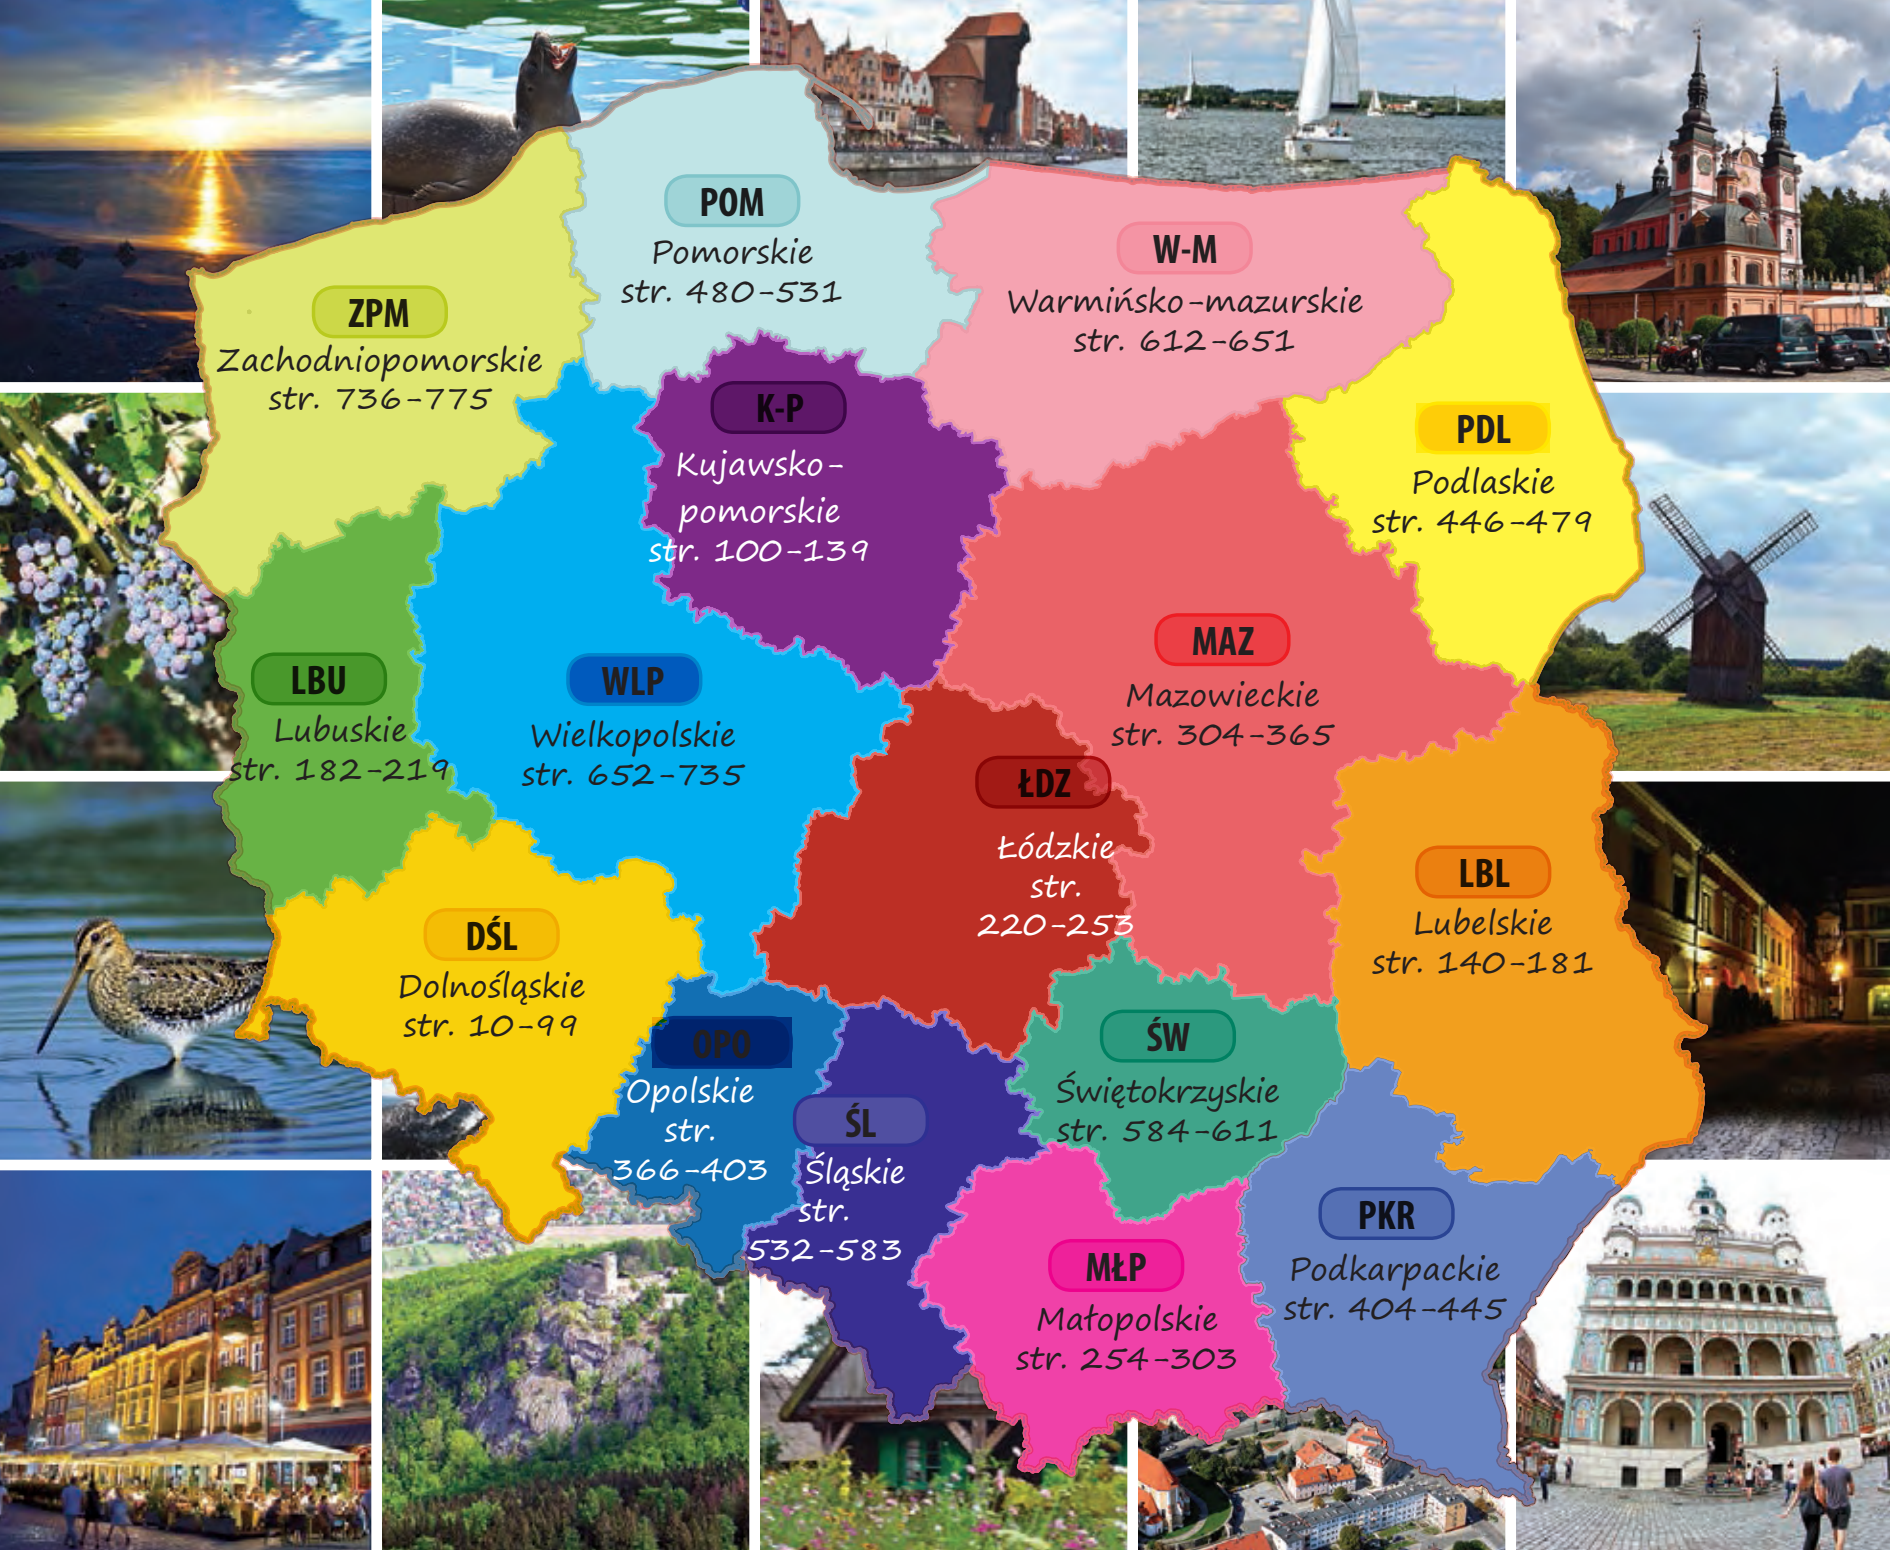 POM
Pomorskie
str. 480-531
W-M
Warmińsko-mazurskie
str. 612-651
ZPM
Zachodniopomorskie
str. 736-775
K-P
Kujawsko-
pomorskie
str. 100-139
PDL
Podlaskie
str. 446-479
LBU
Lubuskie
str. 182-219
WLP
Wielkopolskie
str. 652-735
MAZ
Mazowieckie
str. 304-365
ŁDZ
Łódzkie
str.
220-253
LBL
Lubelskie
str. 140-181
DŚL
Dolnośląskie
str. 10-99
OPO
Opolskie
str.
366-403
ŚL
Śląskie
str.
532-583
ŚW
Świętokrzyskie
str. 584-611
MŁP
Małopolskie
str. 254-303
PKR
Podkarpackie
str. 404-445